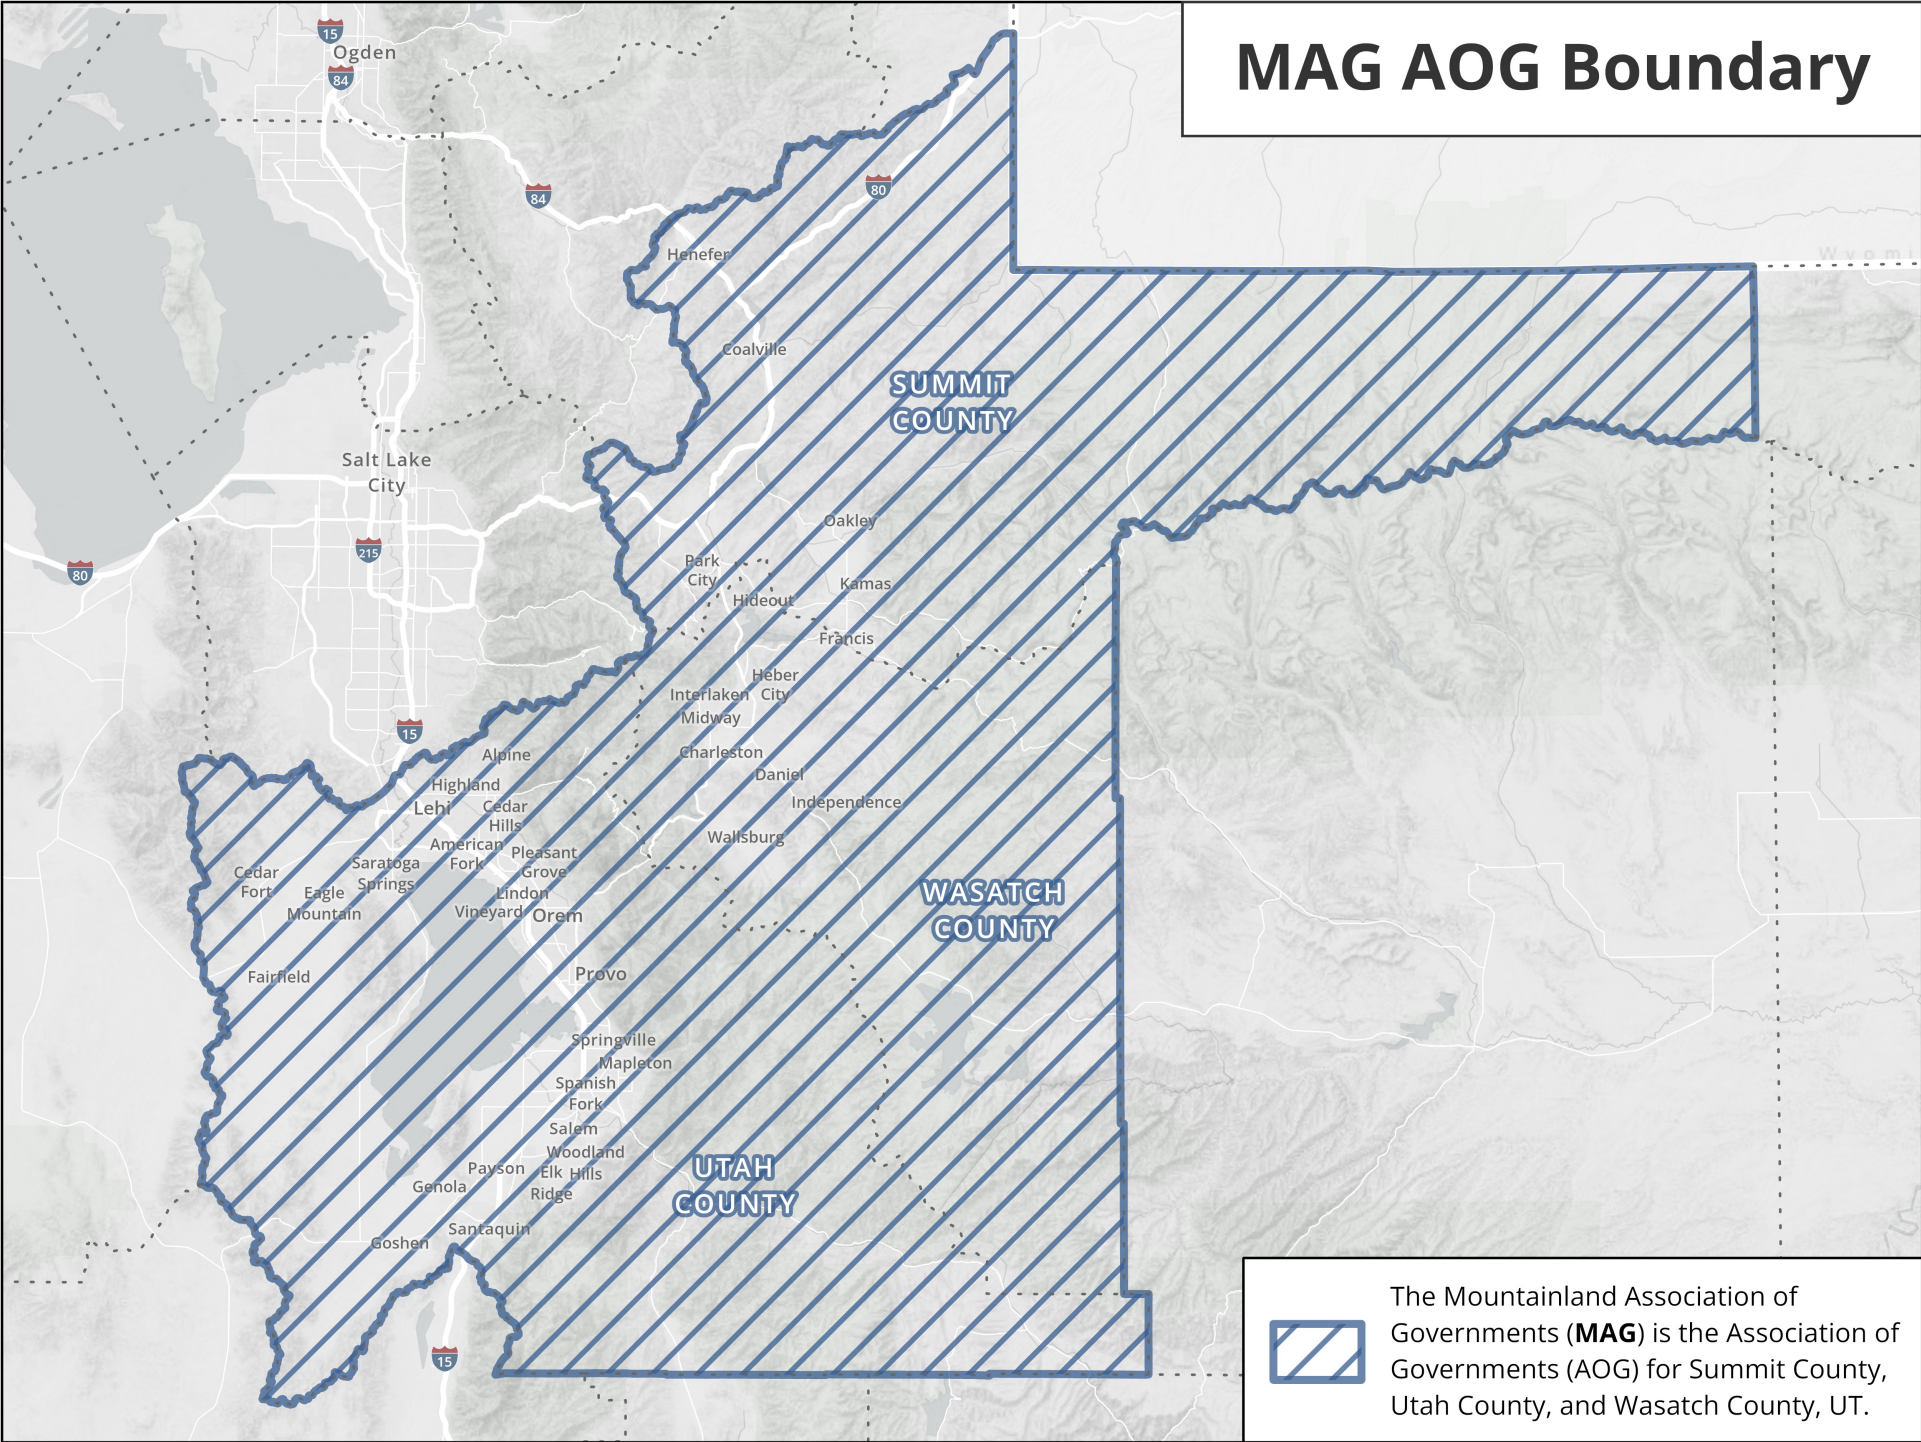 MAG AOG Boundary
15
Ogden
84
84
80
Henefer
Wyomi
Coalville
SUMMIT
COUNTY
Salt Lake
City
Oakley
215
80
Park
City
Kamas
Hideout
Francis
Heber
City
Interlaken
Midway
15
Alpine
Charleston
Daniel
Highland
Independence
Lehi
Cedar
Hills
Wallsburg
American
Fork
Pleasant
Grove
Saratoga
Springs
Cedar
Fort
Eagle
Mountain
Lindon
Vineyard
Orem
WASATCH
COUNTY
Provo
Fairfield
Springville
Mapleton
Spanish
Fork
Salem
Woodland
Hills
Elk
Ridge
Payson
Genola
UTAH
COUNTY
Santaquin
Goshen
15
The Mountainland Association of
Governments (MAG) is the Association of
Governments (AOG) for Summit County,
Utah County, and Wasatch County, UT.